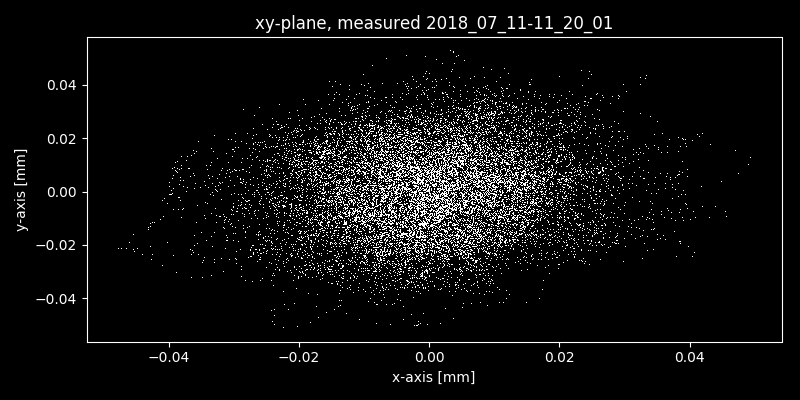 xy-plane, measured 2018_07_11-11_20_01
0.04
0.02
0.00
−0.02
−0.04
y-axis [mm]
−0.04 −0.02 0.00 0.02 0.04
x-axis [mm]